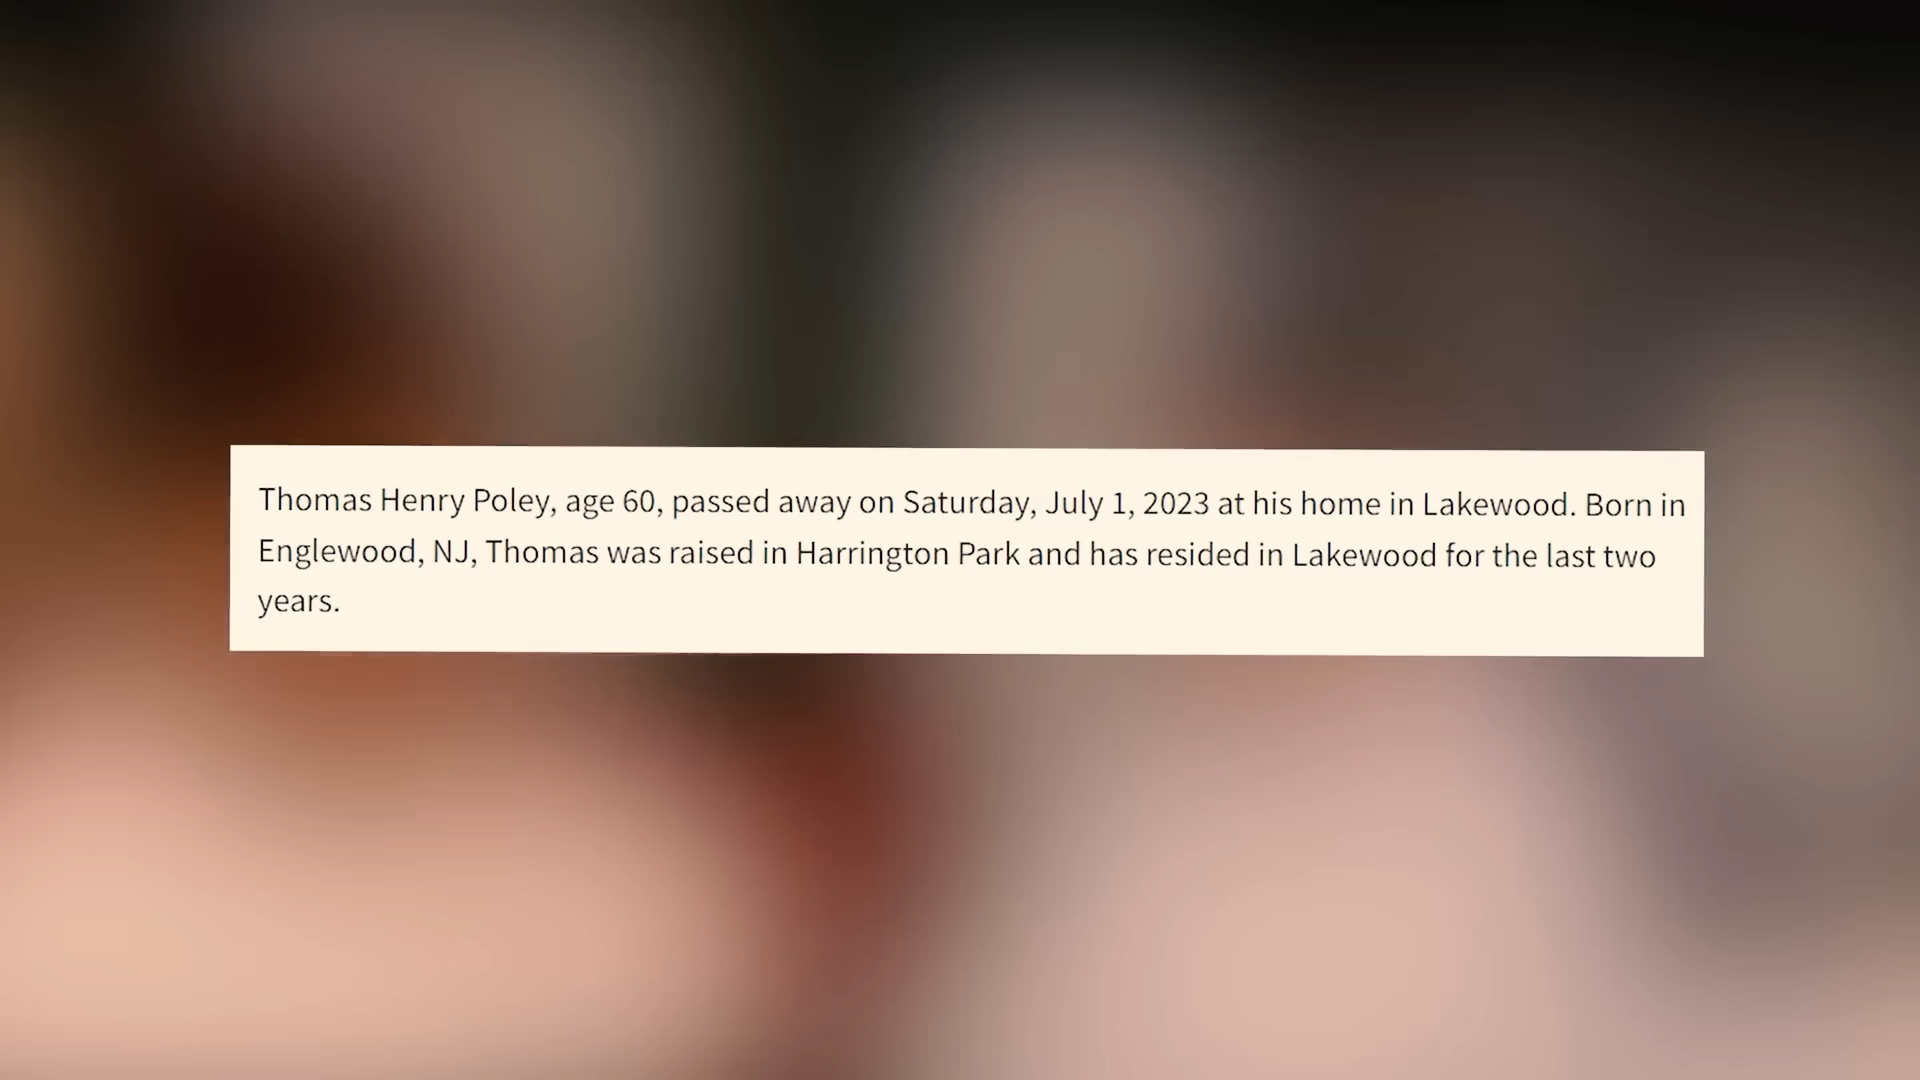 Thomas Henry Poley, age 60, passed away on Saturday, July 1, 2023 at his home in Lakewood. Born in
Englewood, NJ, Thomas was raised in Harrington Park and has resided in Lakewood for the last two
years.